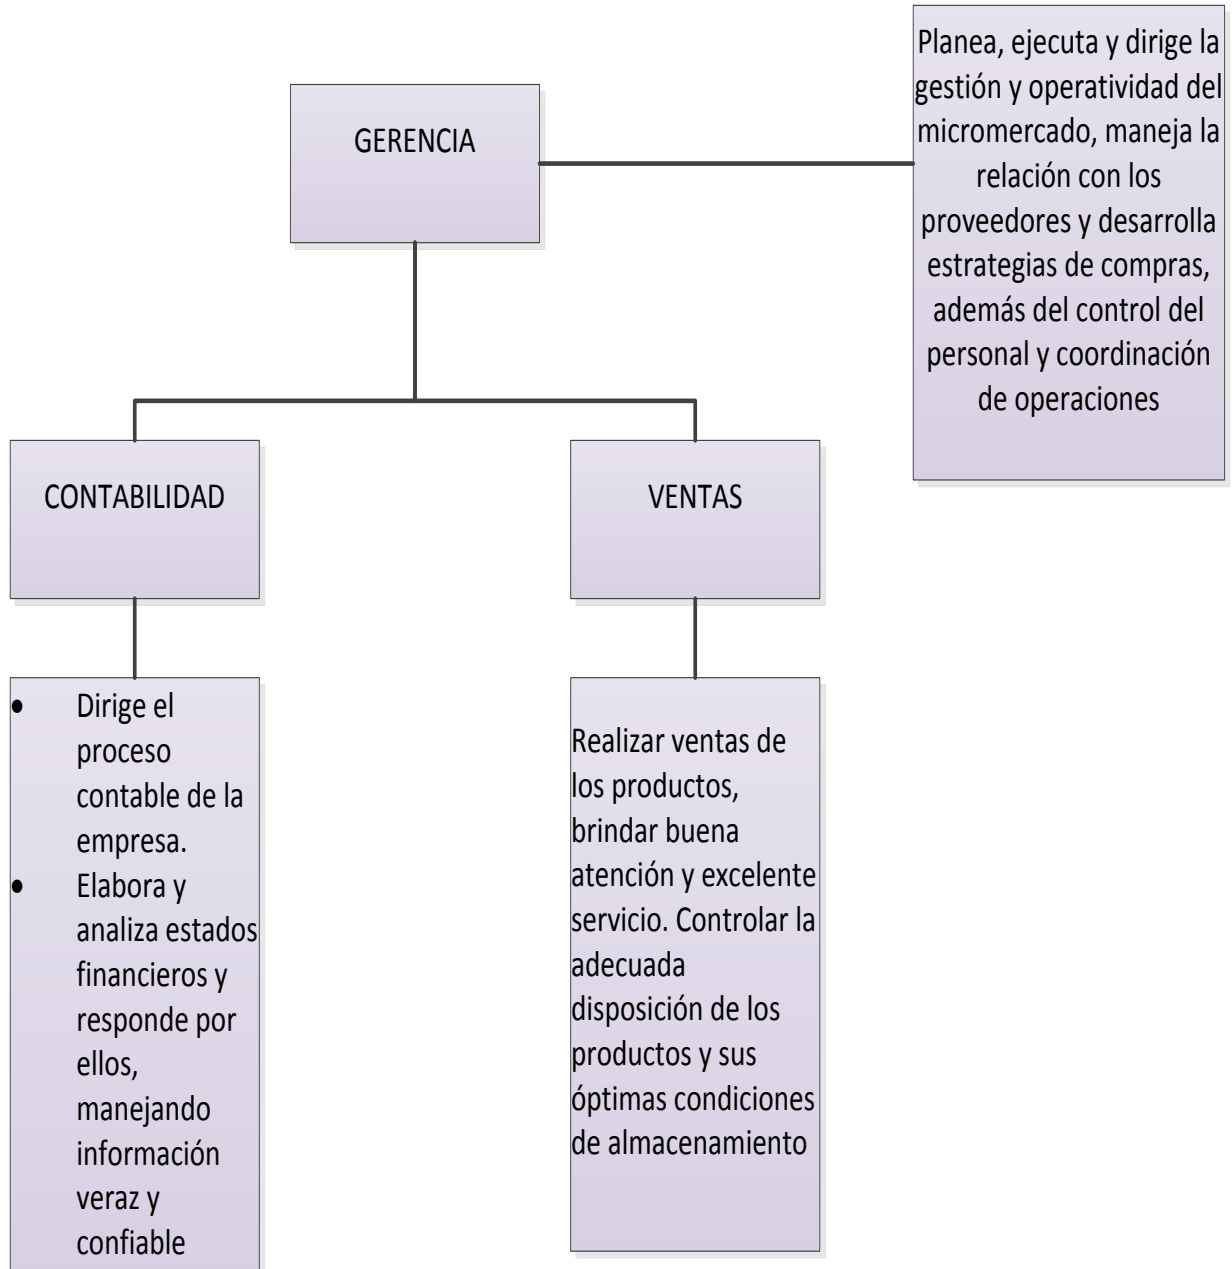 GERENCIA
Planea, ejecuta y dirige la
gestión y operatividad del
micromercado, maneja la
relación con los
proveedores y desarrolla
estrategias de compras,
además del control del
personal y coordinación
de operaciones
CONTABILIDAD
VENTAS
• Dirige el
proceso
contable de la
empresa.
• Elabora y
analiza estados
financieros y
responde por
ellos,
manejando
información
veraz y
confiable
Realizar ventas de
los productos,
brindar buena
atención y excelente
servicio. Controlar la
adecuada
disposición de los
productos y sus
óptimas condiciones
de almacenamiento